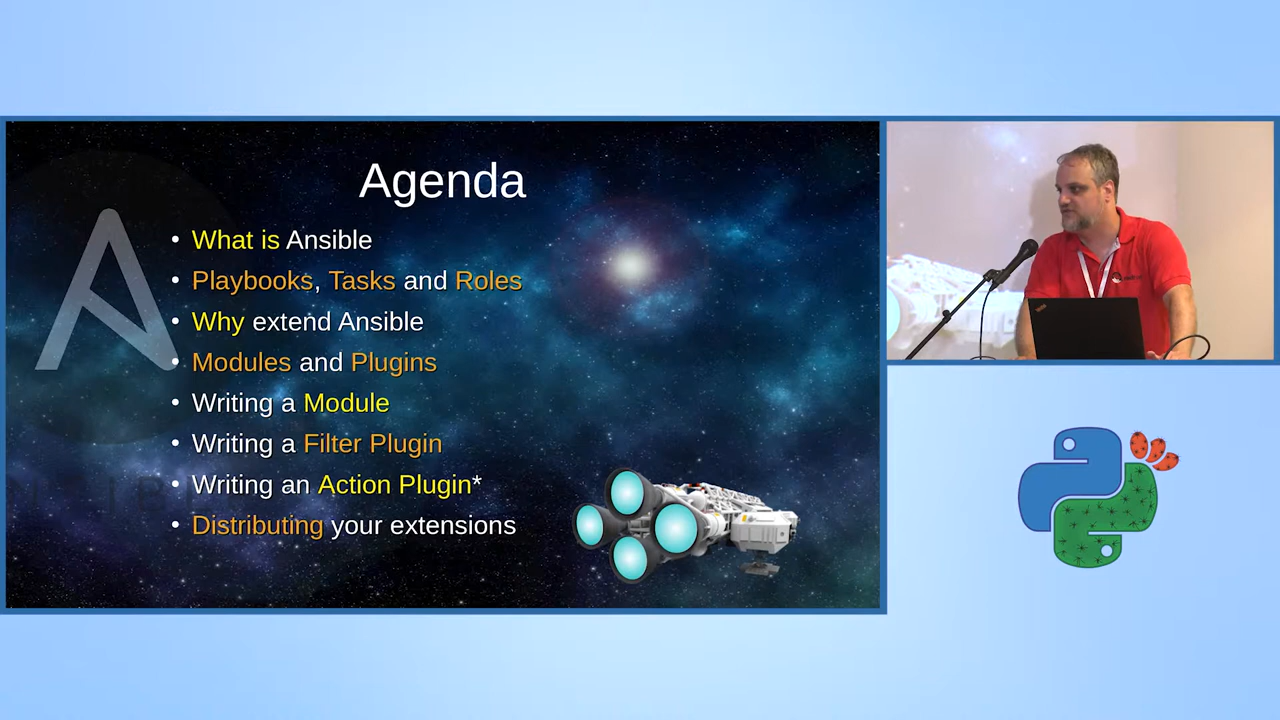 Agenda
• What is Ansible
• Playbooks, Tasks and Roles
• Why extend Ansible
• Modules and Plugins
• Writing a Module
• Writing a Filter Plugin
• Writing an Action Plugin*
• Distributing your extensions